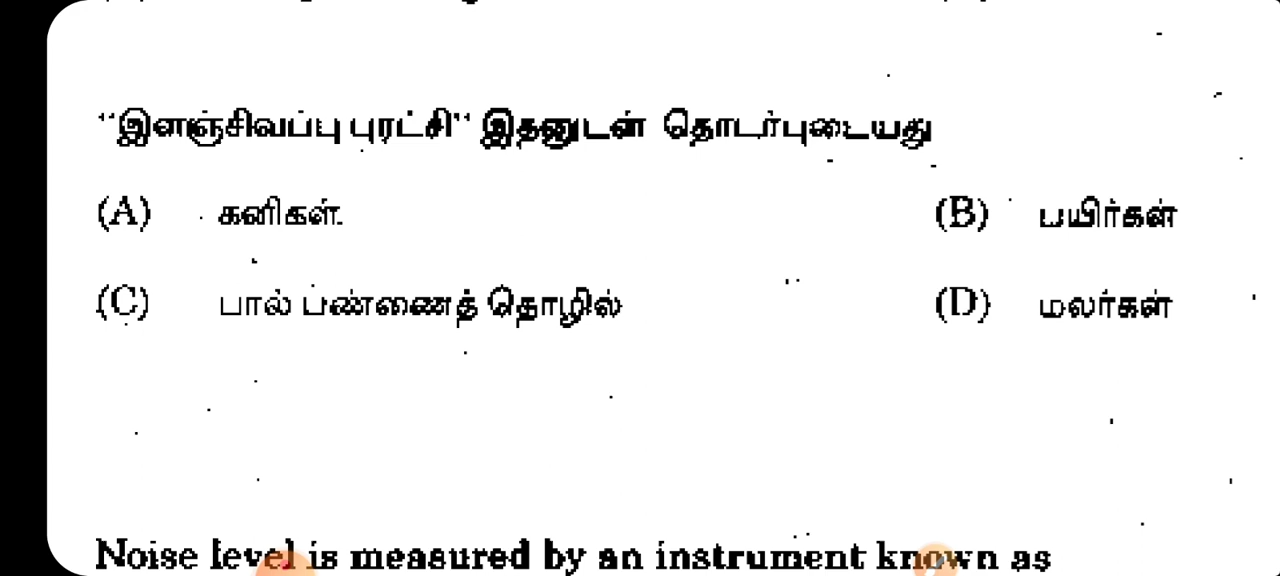 "இளஞ்சிவப்பு புரட்சி" இதனுடன் தொடர்புடையது
(A) கனிகள் (B) பயிர்கள்
(C) பால் பண்ணைத் தொழில் (D) மலர்கள்
Noise level is measured by an instrument known as